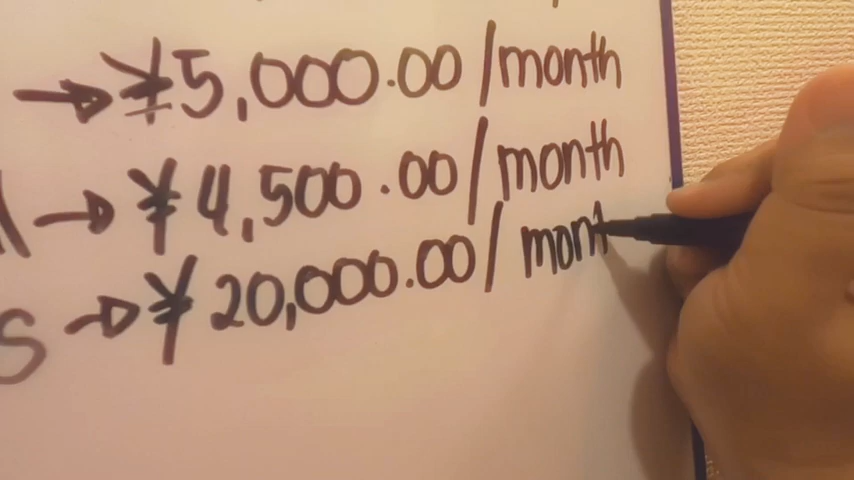 → ¥5,000.00/month
→ ¥4,500.00/month
s → ¥20,000.00/mont